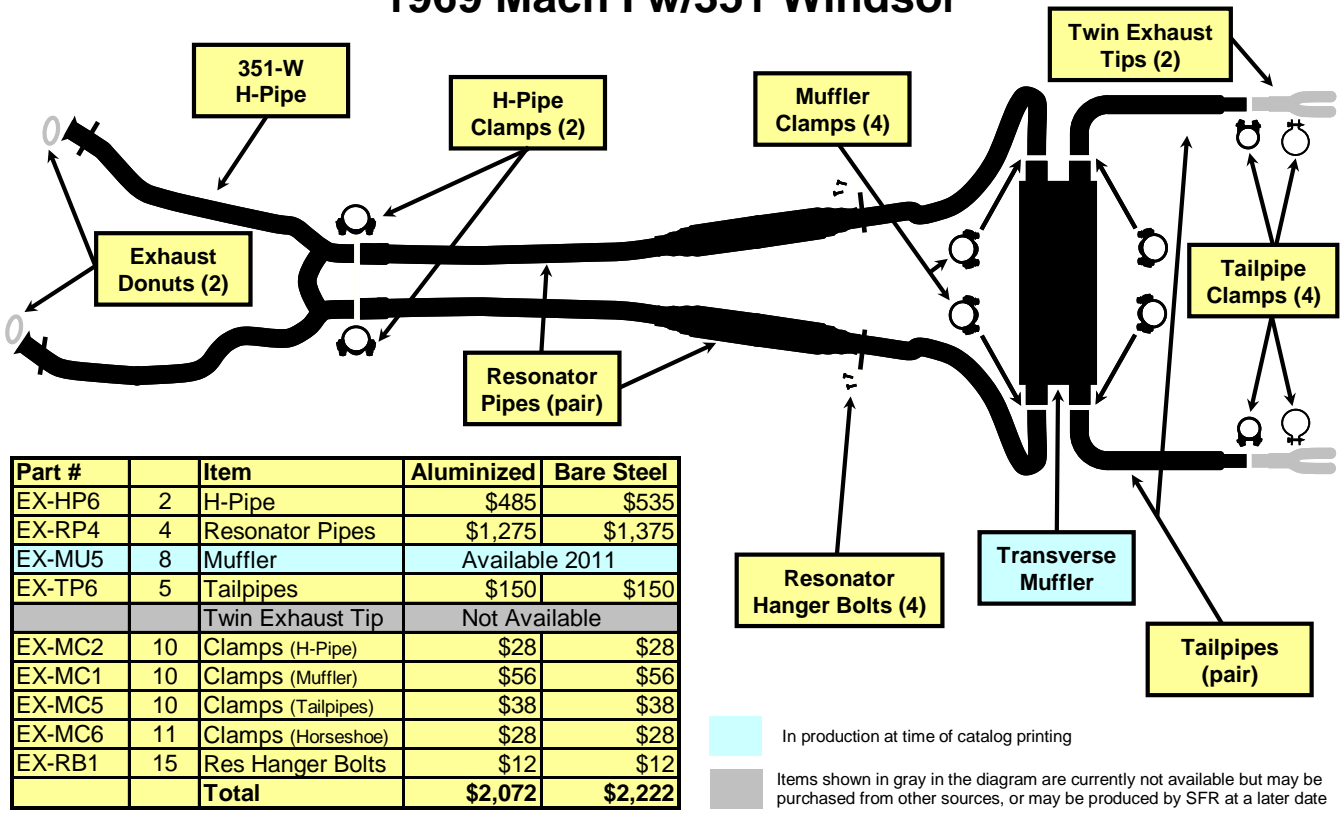 1969 Mach I w/351 Windsor
Twin Exhaust
Tips (2)
351-W
H-Pipe
H-Pipe
Clamps (2)
Muffler
Clamps (4)
Exhaust
Donuts (2)
Tailpipe
Clamps (4)
Resonator
Pipes (pair)
Resonator
Hanger Bolts (4)
Transverse
Muffler
Tailpipes
(pair)
Part # Item Aluminized Bare Steel
EX-HP6 2 H-Pipe $485 $535
EX-RP4 4 Resonator Pipes $1,275 $1,375
EX-MU5 8 Muffler Available 2011
EX-TP6 5 Tailpipes $150 $150
Twin Exhaust Tip Not Available
EX-MC2 10 Clamps (H-Pipe) $28 $28
EX-MC1 10 Clamps (Muffler) $56 $56
EX-MC5 10 Clamps (Tailpipes) $38 $38
EX-MC6 11 Clamps (Horseshoe) $28 $28
EX-RB1 15 Res Hanger Bolts $12 $12
Total $2,072 $2,222
In production at time of catalog printing
Items shown in gray in the diagram are currently not available but may be
purchased from other sources, or may be produced by SFR at a later date